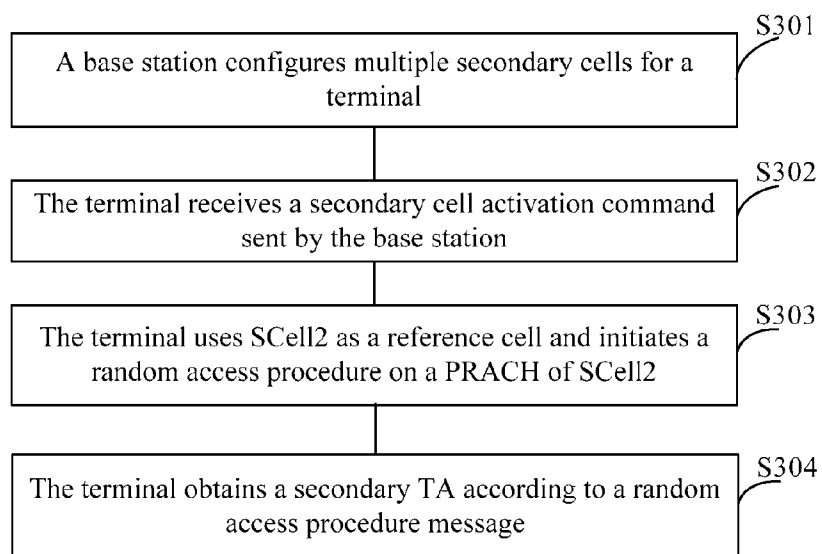 S301
A base station configures multiple secondary cells for a
terminal
S302
The terminal receives a secondary cell activation command
sent by the base station
S303
The terminal uses SCell2 as a reference cell and initiates a
random access procedure on a PRACH of SCell2
S304
The terminal obtains a secondary TA according to a random
access procedure message